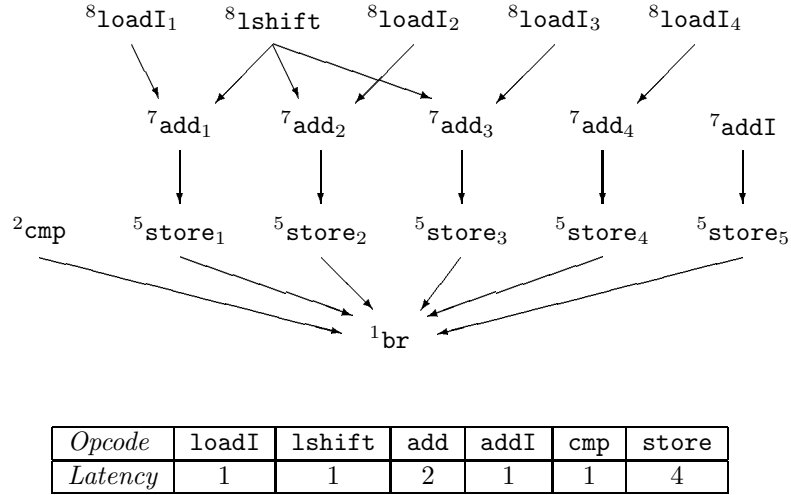 ⁸loadI₁ ⁸lshift ⁸loadI₂ ⁸loadI₃ ⁸loadI₄
⁷add₁ ⁷add₂ ⁷add₃ ⁷add₄ ⁷addI
²cmp ⁵store₁ ⁵store₂ ⁵store₃ ⁵store₄ ⁵store₅
¹br
Opcode loadI lshift add addI cmp store
Latency 1 1 2 1 1 4